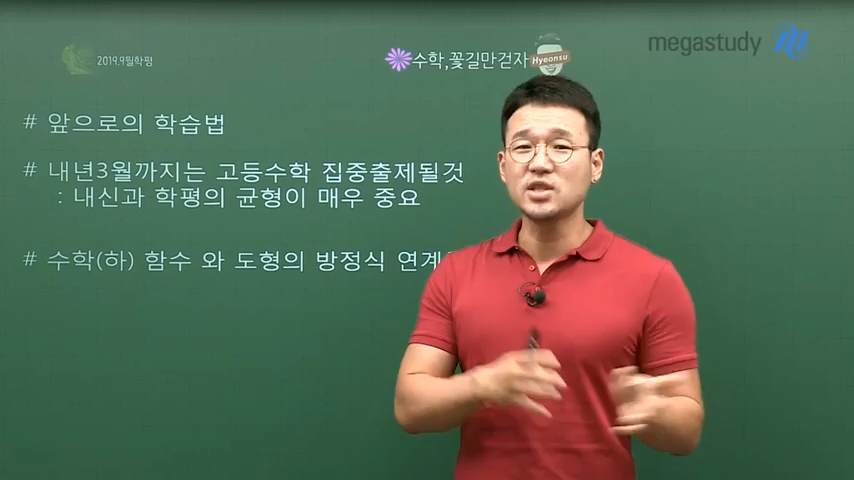 2019.9월학평
수학,꽃길만걷자
Hyeonsu
megastudy
# 앞으로의 학습법
# 내년3월까지는 고등수학 집중출제될것
: 내신과 학평의 균형이 매우 중요
# 수학(하) 함수 와 도형의 방정식 연계